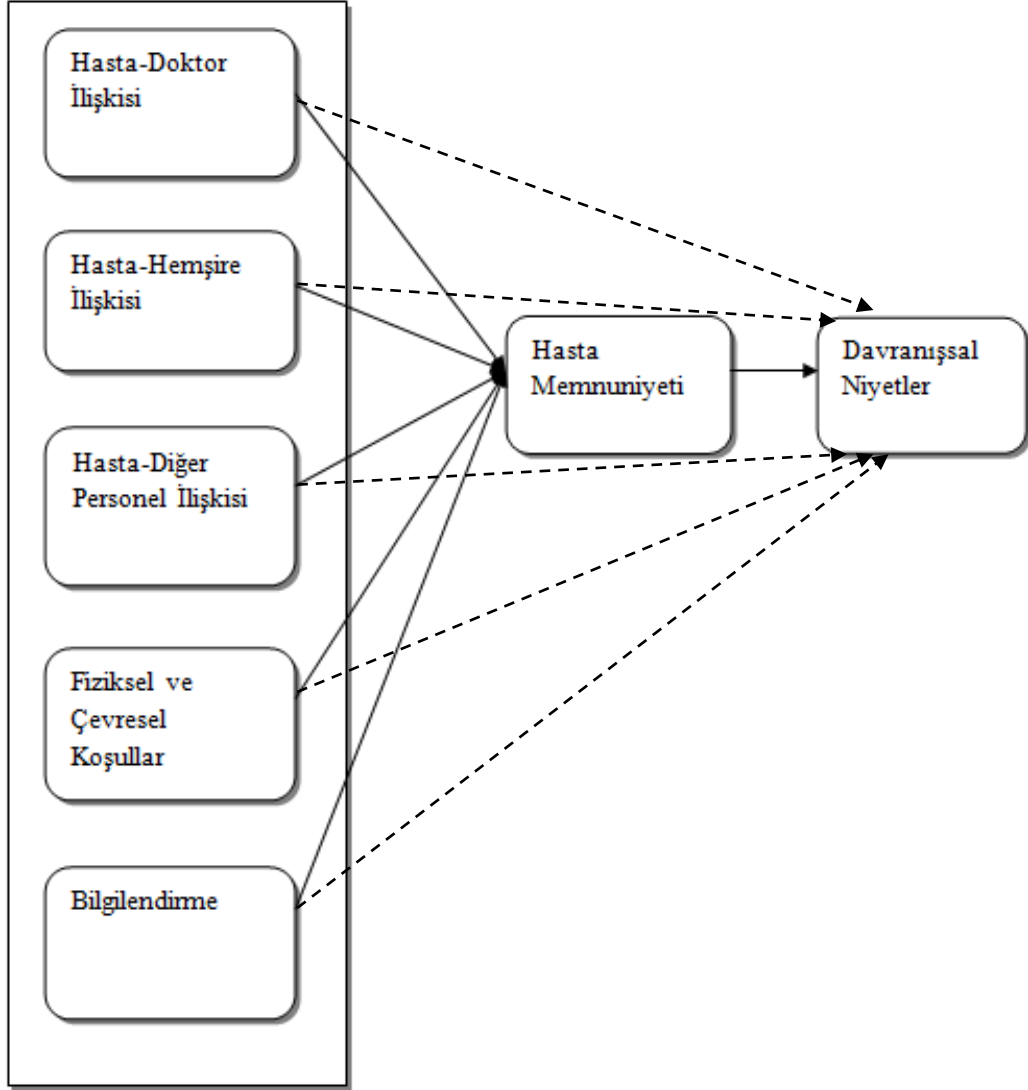 Hasta-Doktor
İlişkisi
Hasta-Hemşire
İlişkisi
Hasta-Diğer
Personel İlişkisi
Fiziksel ve
Çevresel
Koşullar
Bilgilendirme
Hasta
Memnuniyeti
Davranışsal
Niyetler